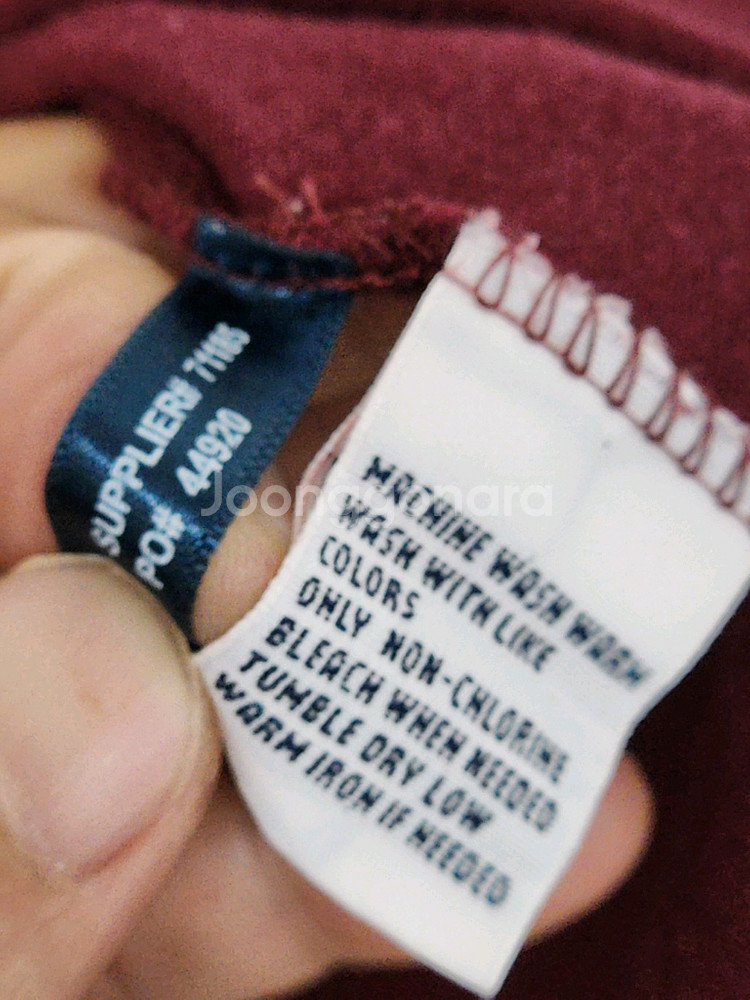 SUPPLIER# 71185
PO# 44920
Joonggonara
MACHINE WASH WARM
WASH WITH LIKE
COLORS
ONLY NON-CHLORINE
BLEACH WHEN NEEDED
TUMBLE DRY LOW
WARM IRON IF NEEDED